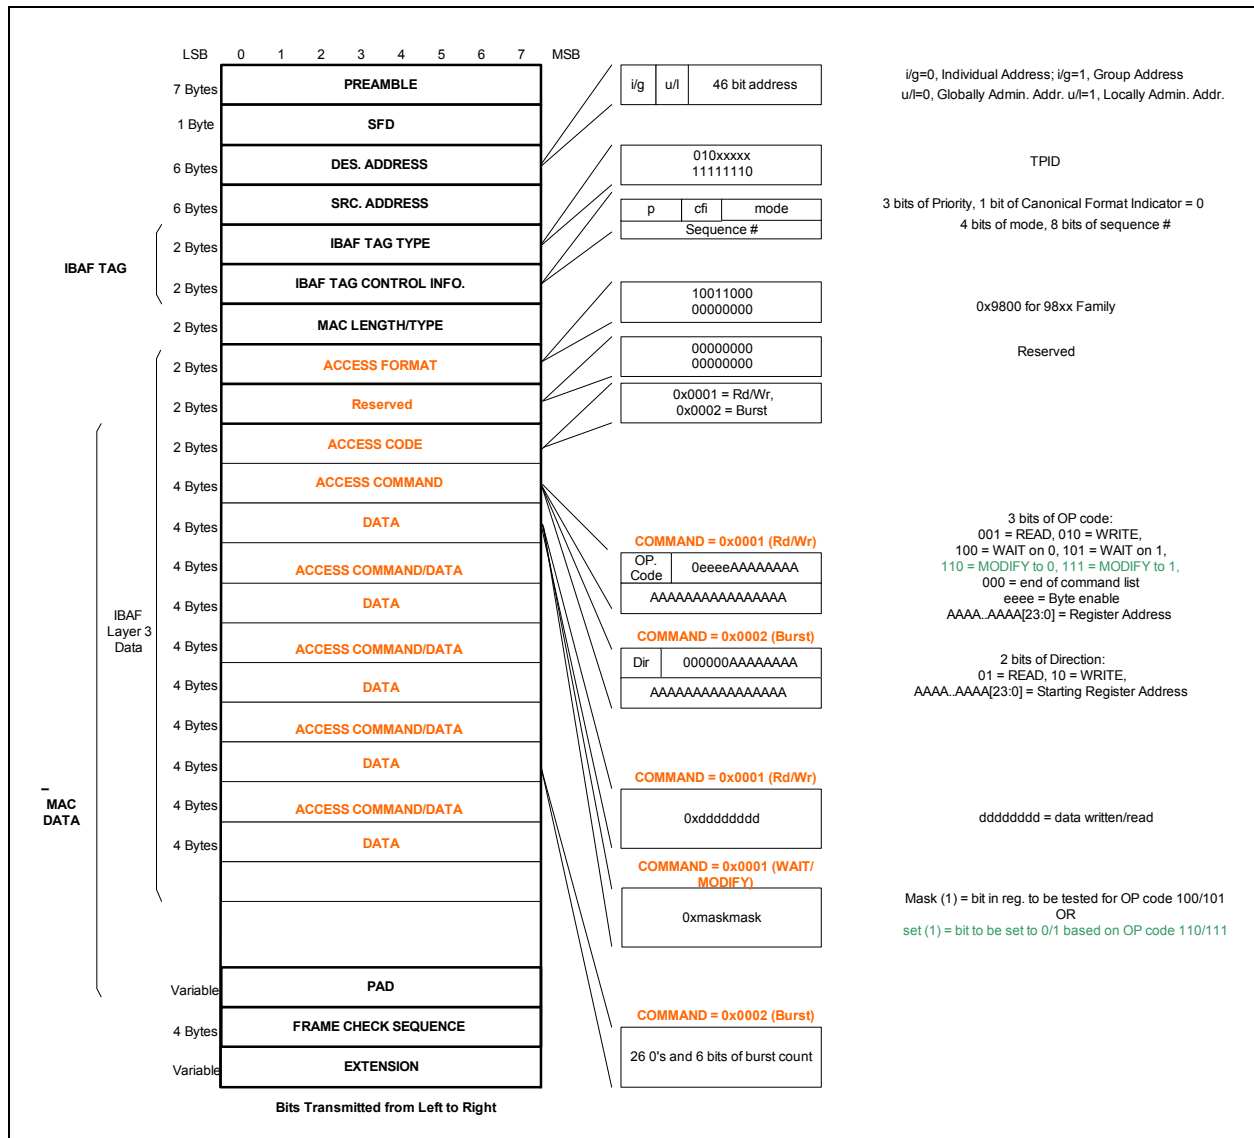 LSB 0 1 2 3 4 5 6 7 MSB
7 Bytes PREAMBLE
1 Byte SFD
6 Bytes DES. ADDRESS
6 Bytes SRC. ADDRESS
IBAF TAG
2 Bytes IBAF TAG TYPE
2 Bytes IBAF TAG CONTROL INFO.
2 Bytes MAC LENGTH/TYPE
2 Bytes ACCESS FORMAT
2 Bytes Reserved
2 Bytes ACCESS CODE
4 Bytes ACCESS COMMAND
4 Bytes DATA
4 Bytes ACCESS COMMAND/DATA
4 Bytes DATA
IBAF
Layer 3
Data
4 Bytes ACCESS COMMAND/DATA
4 Bytes DATA
4 Bytes ACCESS COMMAND/DATA
4 Bytes DATA
MAC
DATA
4 Bytes ACCESS COMMAND/DATA
4 Bytes DATA
Variable PAD
4 Bytes FRAME CHECK SEQUENCE
Variable EXTENSION
Bits Transmitted from Left to Right
i/g u/l 46 bit address
i/g=0, Individual Address; i/g=1, Group Address
u/l=0, Globally Admin. Addr. u/l=1, Locally Admin. Addr.
010xxxxx
11111110
TPID
p cfi mode
Sequence #
3 bits of Priority, 1 bit of Canonical Format Indicator = 0
4 bits of mode, 8 bits of sequence #
10011000
00000000
0x9800 for 98xx Family
00000000
00000000
Reserved
0x0001 = Rd/Wr,
0x0002 = Burst
COMMAND = 0x0001 (Rd/Wr)
OP.
Code
0eeeeAAAAAAAA
AAAAAAAAAAAAAAAA
3 bits of OP code:
001 = READ, 010 = WRITE,
100 = WAIT on 0, 101 = WAIT on 1,
110 = MODIFY to 0, 111 = MODIFY to 1,
000 = end of command list
eeee = Byte enable
AAAA..AAAA[23:0] = Register Address
COMMAND = 0x0002 (Burst)
Dir 000000AAAAAAAA
AAAAAAAAAAAAAAAA
2 bits of Direction:
01 = READ, 10 = WRITE,
AAAA..AAAA[23:0] = Starting Register Address
COMMAND = 0x0001 (Rd/Wr)
0xdddddddd
dddddddd = data written/read
COMMAND = 0x0001 (WAIT/
MODIFY)
0xmaskmask
Mask (1) = bit in reg. to be tested for OP code 100/101
OR
set (1) = bit to be set to 0/1 based on OP code 110/111
COMMAND = 0x0002 (Burst)
26 0's and 6 bits of burst count